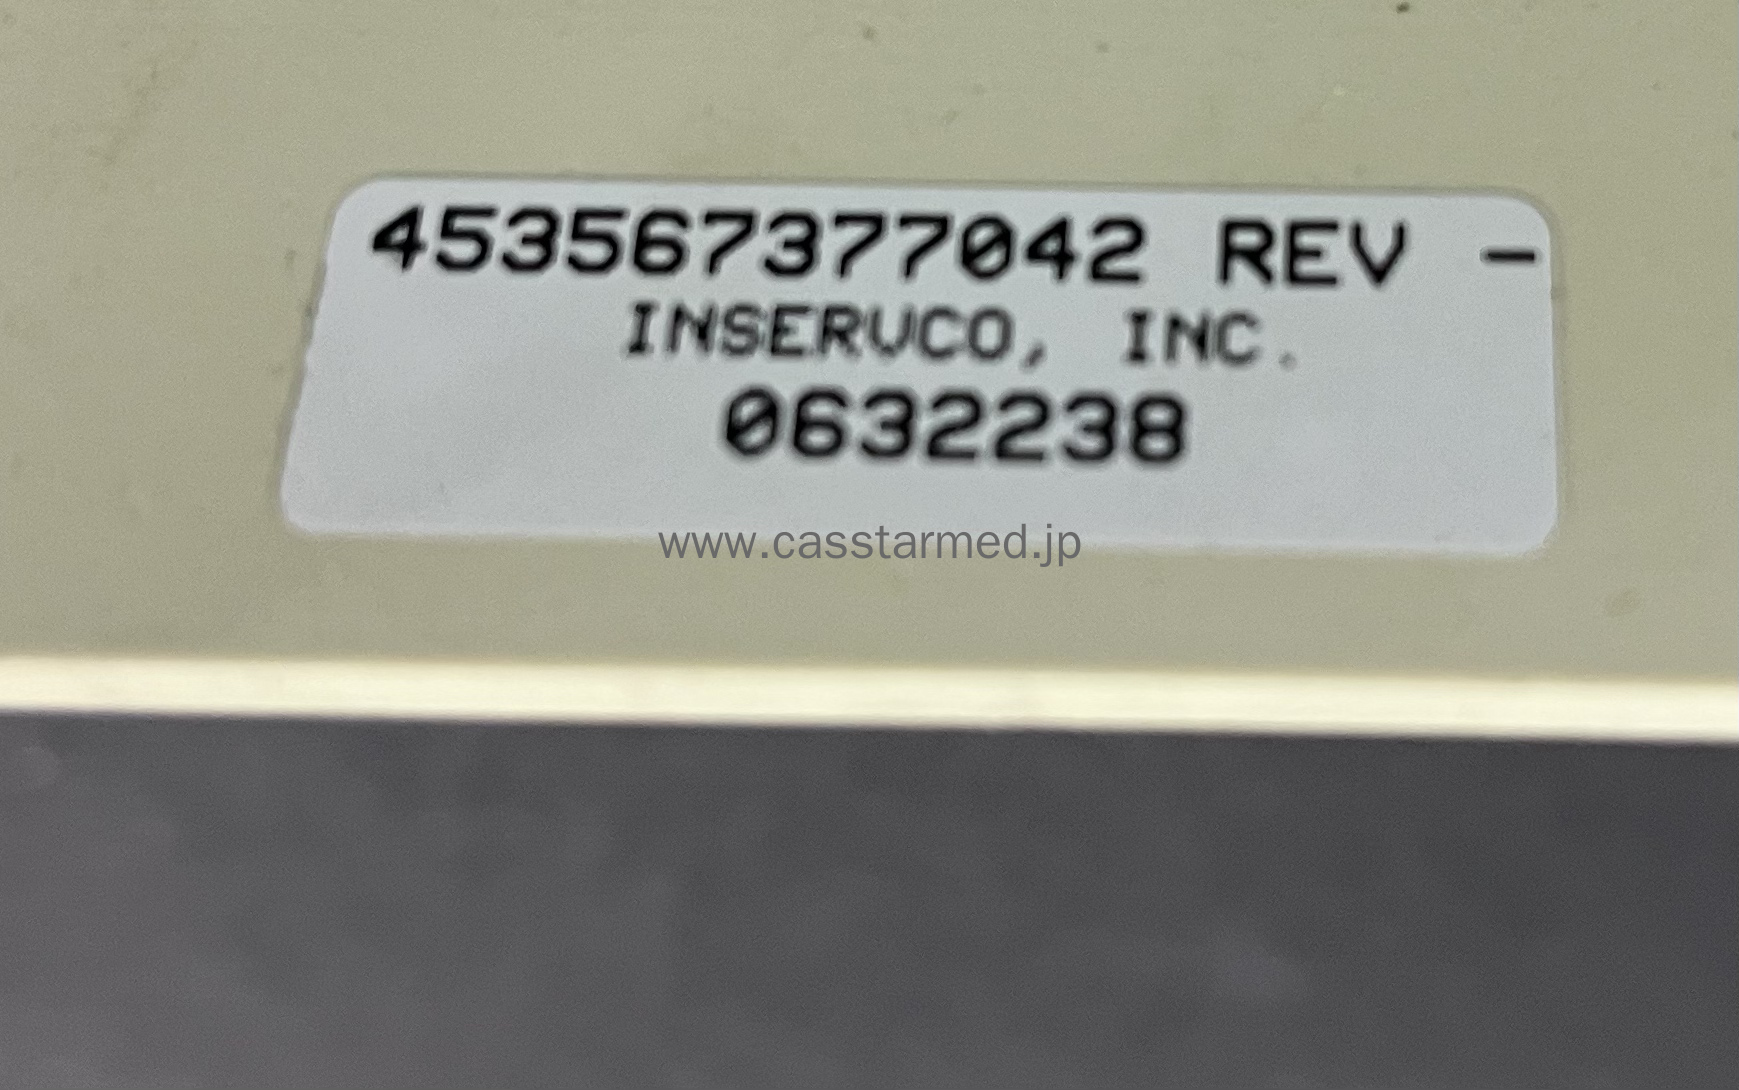 453567377042 REV -
INSERVCO, INC.
0632238
www.casstarmed.jp